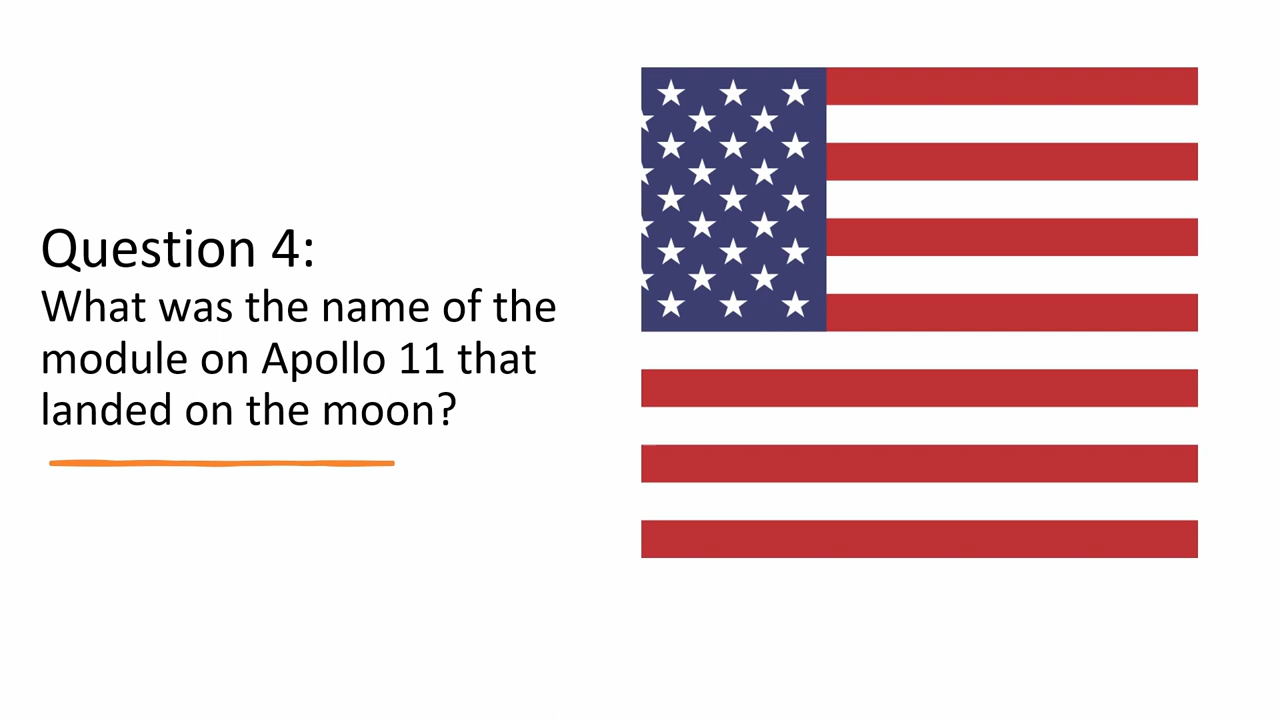 Question 4:
What was the name of the
module on Apollo 11 that
landed on the moon?